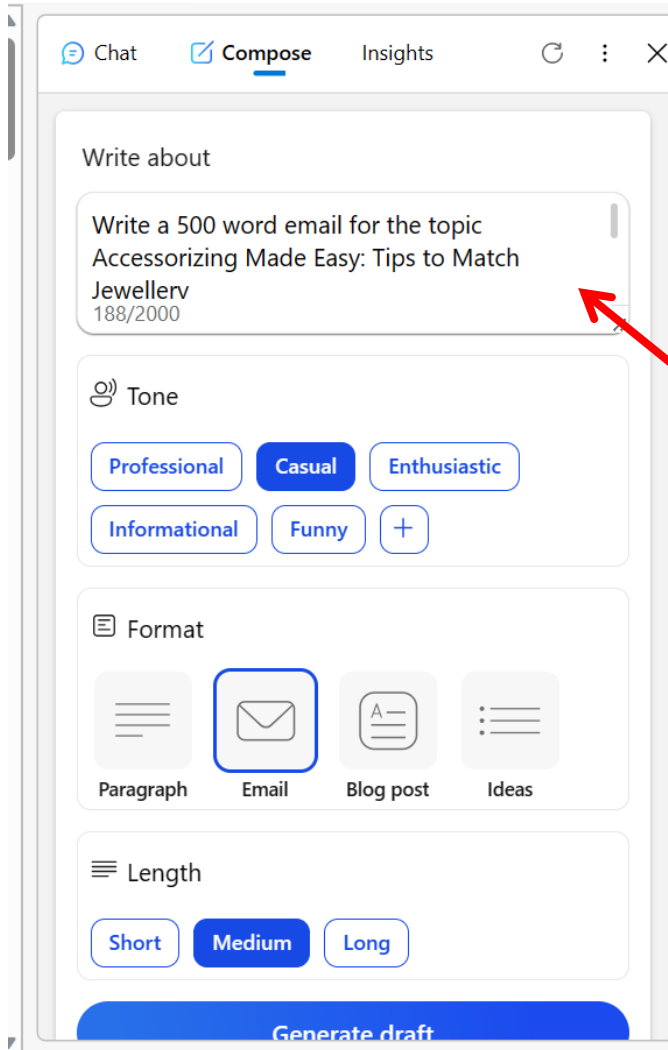 Chat Compose Insights
Write about
Write a 500 word email for the topic
Accessorizing Made Easy: Tips to Match
Jewellery
188/2000
Tone
Professional Casual Enthusiastic
Informational Funny +
Format
A
Paragraph Email Blog post Ideas
Length
Short Medium Long
Generate draft